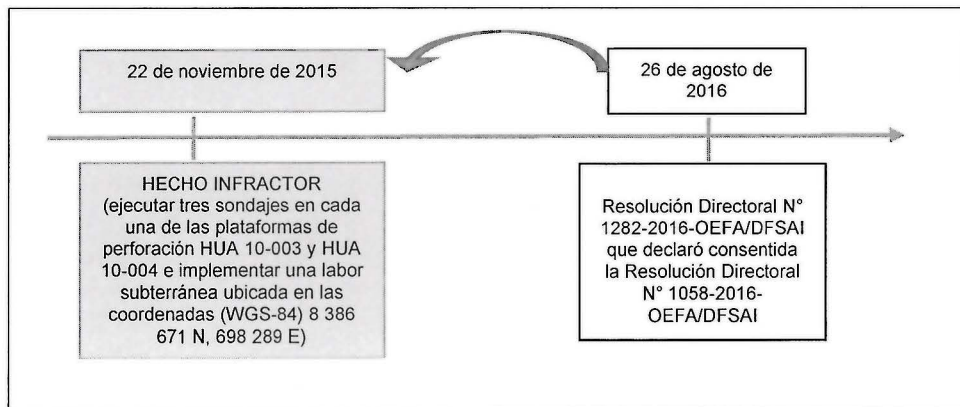 22 de noviembre de 2015
26 de agosto de
2016
HECHO INFRACTOR
(ejecutar tres sondajes en cada
una de las plataformas de
perforación HUA 10-003 y HUA
10-004 e implementar una labor
subterránea ubicada en las
coordenadas (WGS-84) 8 386
671 N, 698 289 E)
Resolución Directoral N°
1282-2016-OEFA/DFSAI
que declaró consentida
la Resolución Directoral
N° 1058-2016-
OEFA/DFSAI